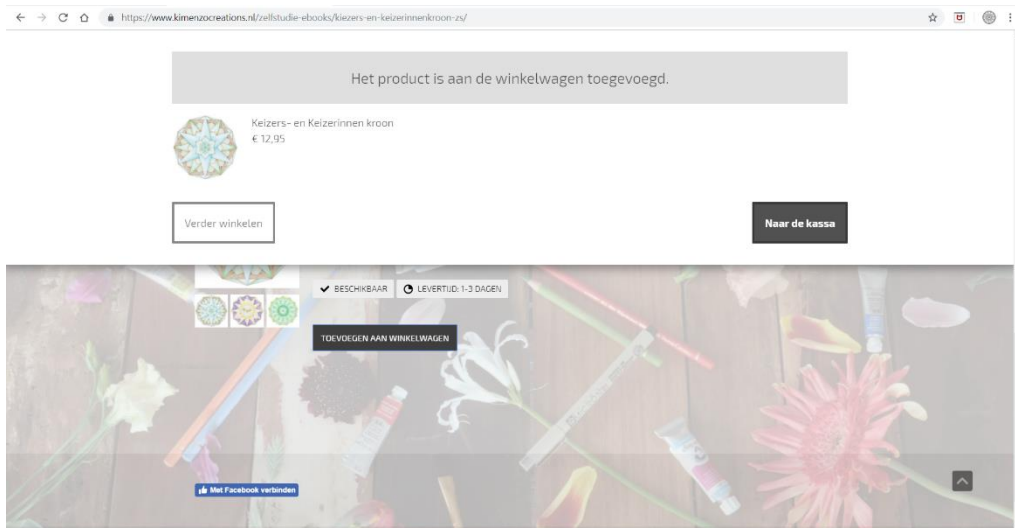 https://www.kimenzocreations.nl/zelfstudie-ebooks/kiezers-en-keizerinnenkroon-zs/
Het product is aan de winkelwagen toegevoegd.
Keizers- en Keizerinnen kroon
€ 12,95
Verder winkelen
Naar de kassa
BESCHIKBAAR
LEVERTIJD: 1-3 DAGEN
TOEVOEGEN AAN WINKELWAGEN
Met Facebook verbinden